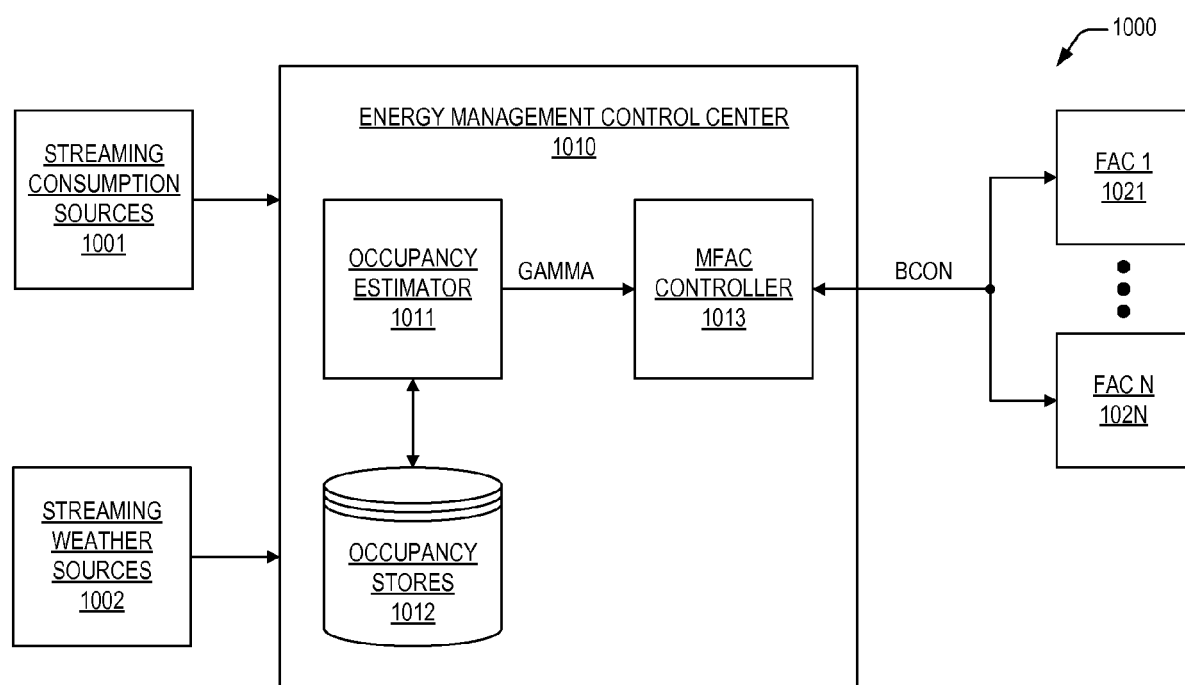 1000
ENERGY MANAGEMENT CONTROL CENTER
1010
STREAMING
CONSUMPTION
SOURCES
1001
OCCUPANCY
ESTIMATOR
1011
GAMMA
MFAC
CONTROLLER
1013
BCON
FAC 1
1021
FAC N
102N
STREAMING
WEATHER
SOURCES
1002
OCCUPANCY
STORES
1012